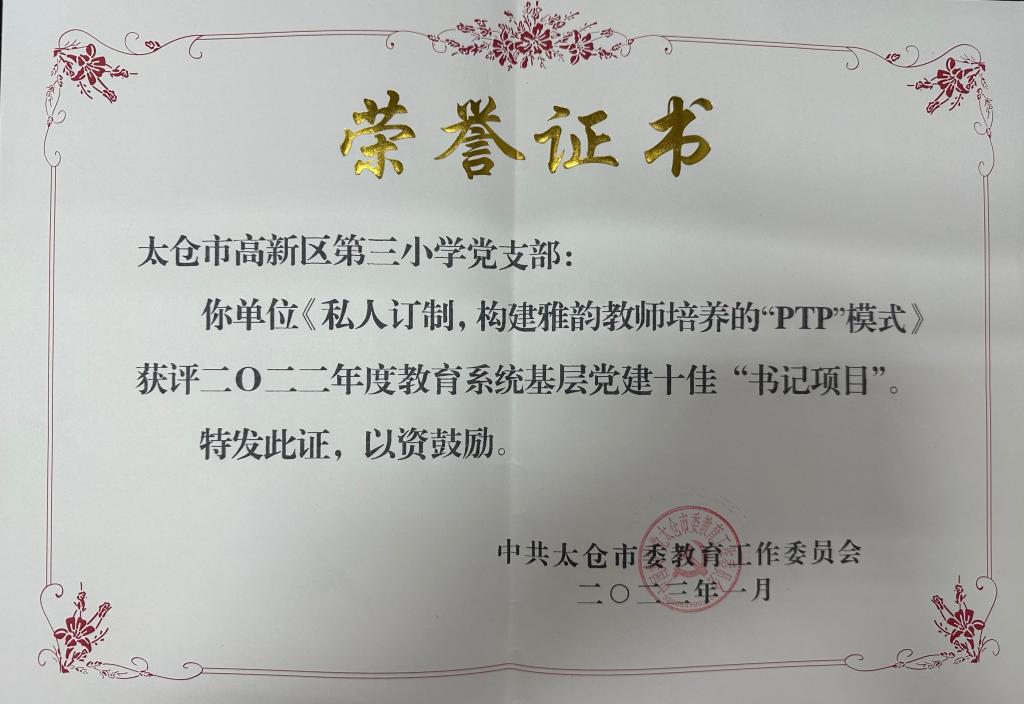 荣誉证书
太仓市高新区第三小学党支部：
你单位《私人订制，构建雅韵教师培养的“PTP”模式》
获评二〇二二年度教育系统基层党建十佳“书记项目”。
特发此证，以资鼓励。
中共太仓市委教育工作委员会
二〇二三年一月